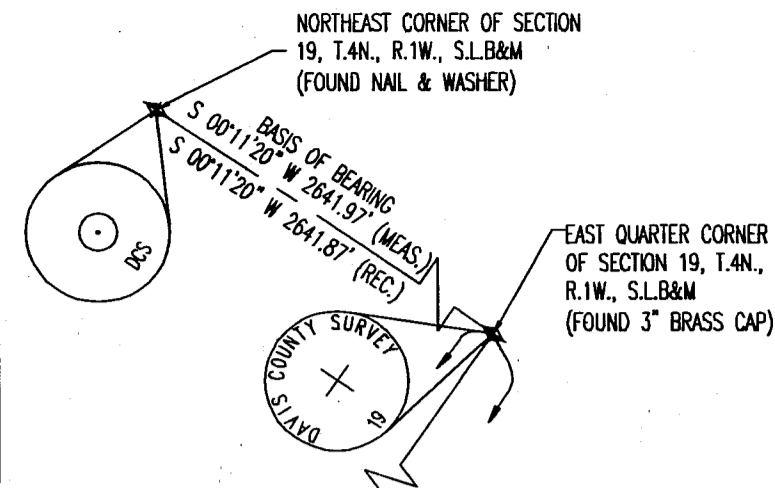 NORTHEAST CORNER OF SECTION
19, T.4N., R.1W., S.L.B&M
(FOUND NAIL & WASHER)
BASIS OF BEARING
S 00°11'20" W 2641.97' (MEAS.)
S 00°11'20" W 2641.87' (REC.)
DCS
EAST QUARTER CORNER
OF SECTION 19, T.4N.,
R.1W., S.L.B&M
(FOUND 3" BRASS CAP)
DAVIS COUNTY SURVEY
19